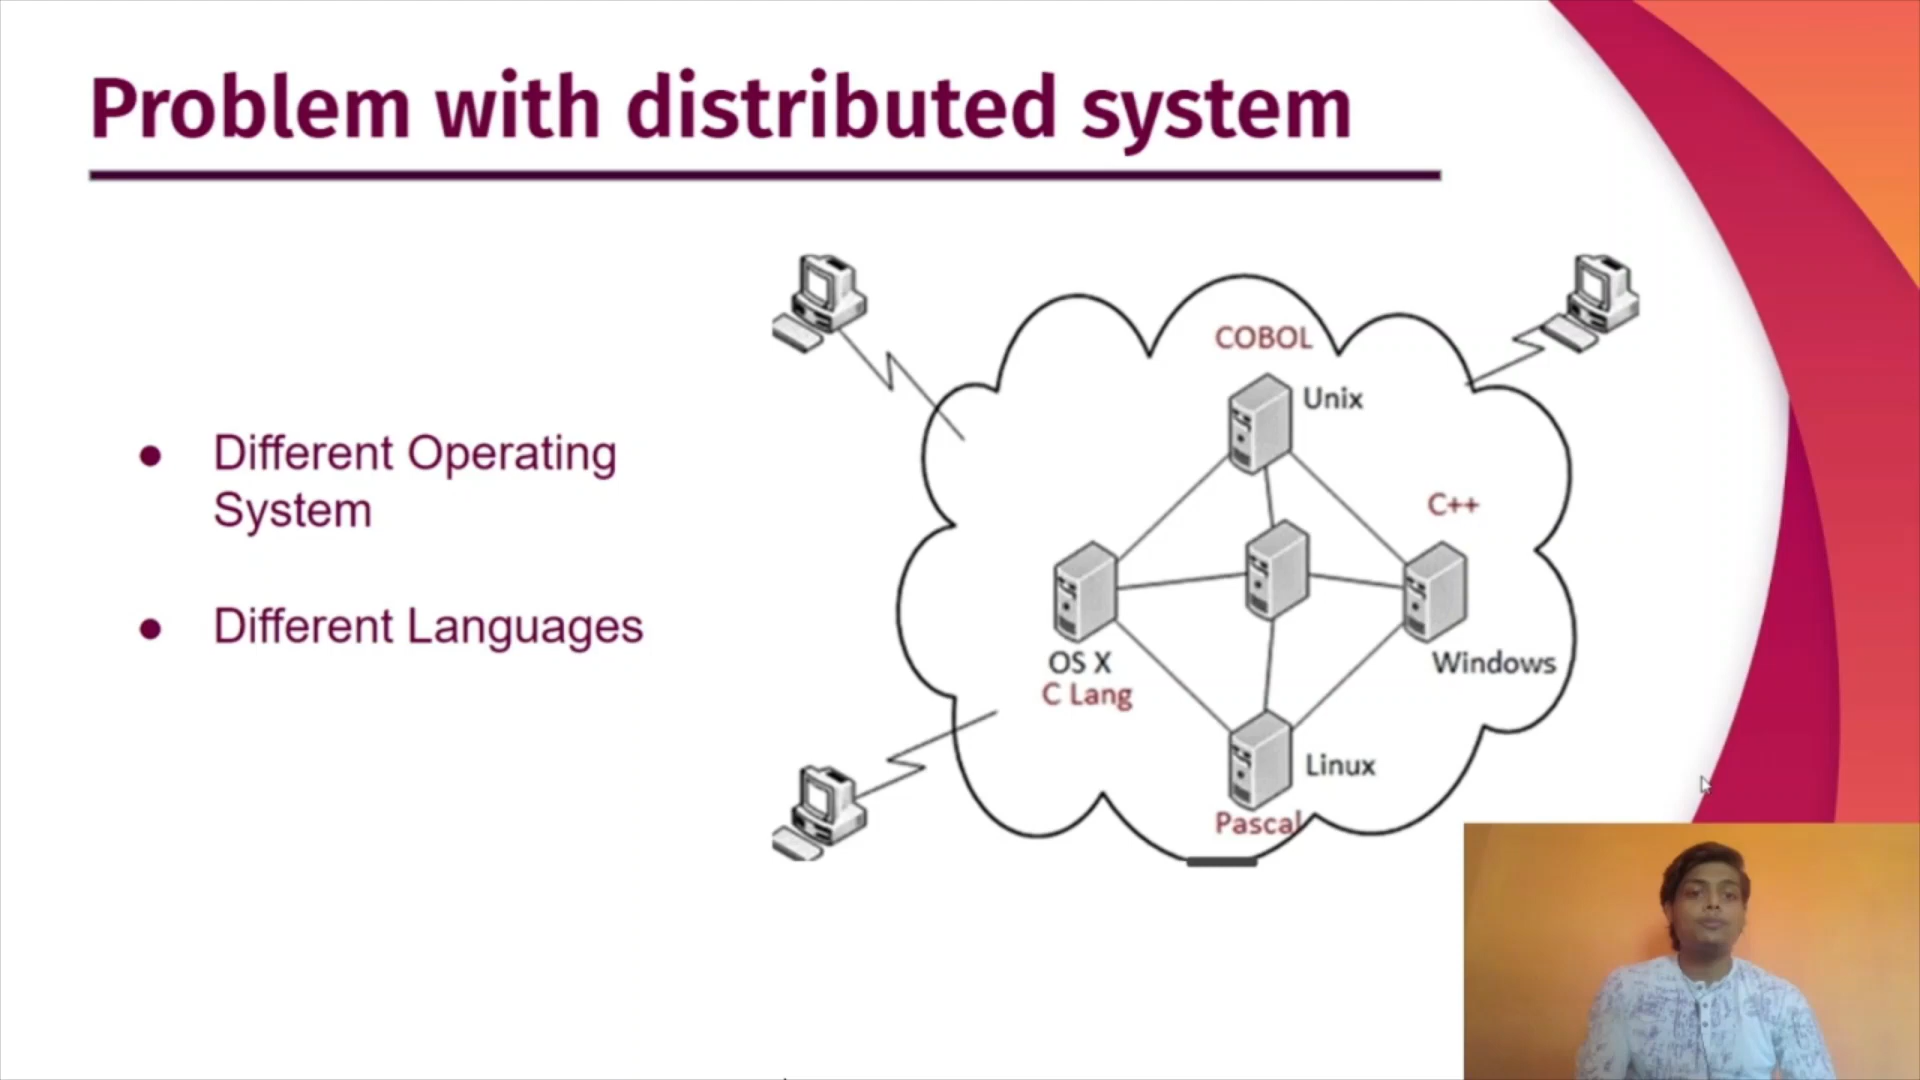 Problem with distributed system
● Different Operating
System
● Different Languages
COBOL
Unix
C++
OS X
C Lang
Windows
Linux
Pascal